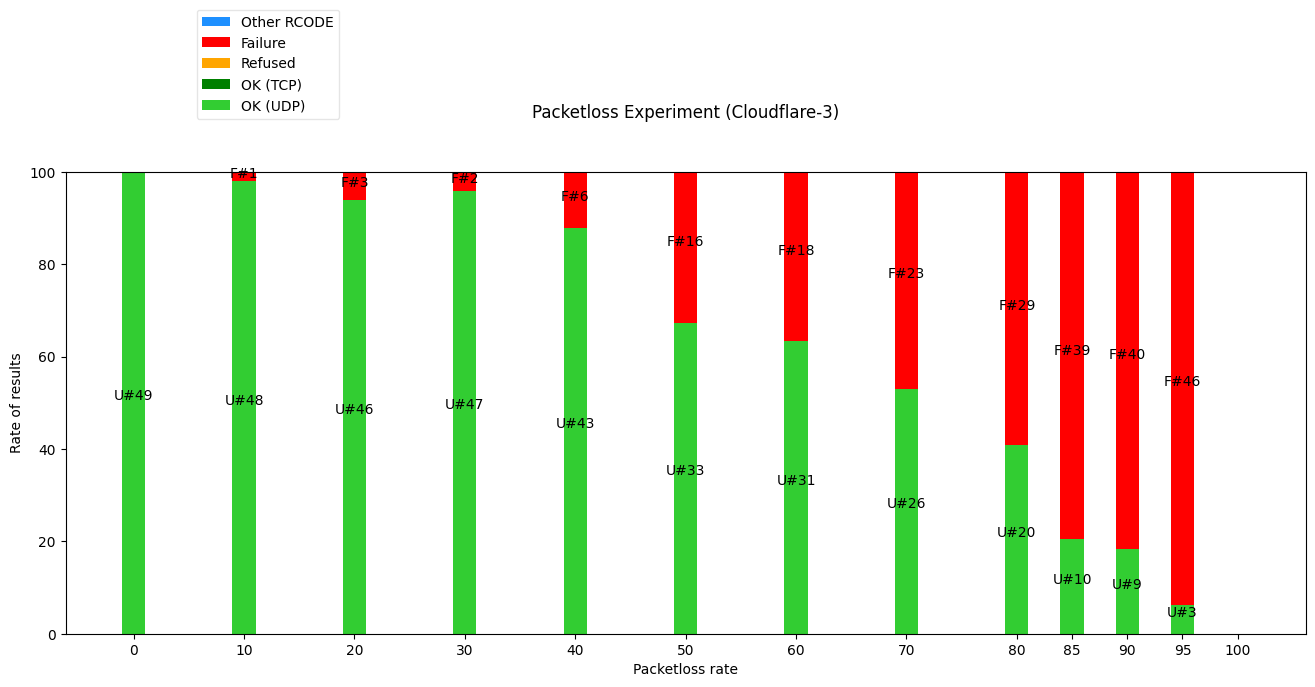 Other RCODE
Failure
Refused
OK (TCP)
OK (UDP)
Packetloss Experiment (Cloudflare-3)
100
80
60
40
20
0
Rate of results
F#1
F#3
F#2
F#6
F#16
F#18
F#23
F#29
F#39
F#40
F#46
U#49
U#48
U#46
U#47
U#43
U#33
U#31
U#26
U#20
U#10
U#9
U#3
0 10 20 30 40 50 60 70 80 85 90 95 100
Packetloss rate